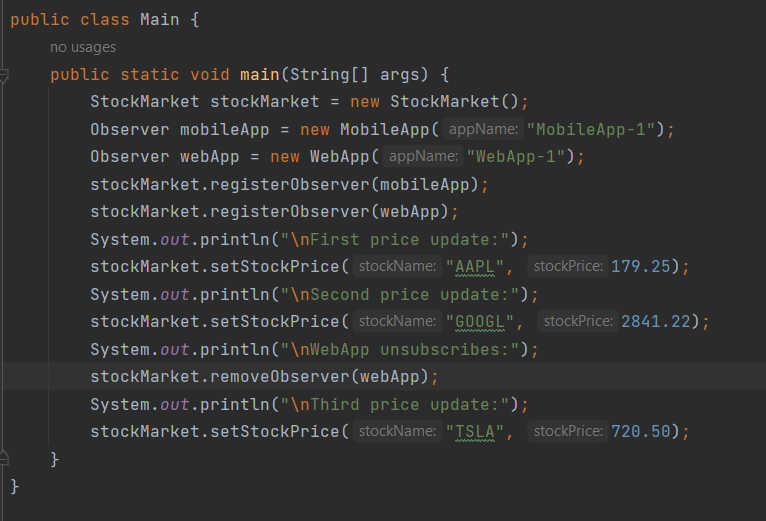 public class Main {
no usages
public static void main(String[] args) {
StockMarket stockMarket = new StockMarket();
Observer mobileApp = new MobileApp( appName: "MobileApp-1");
Observer webApp = new WebApp( appName: "WebApp-1");
stockMarket.registerObserver(mobileApp);
stockMarket.registerObserver(webApp);
System.out.println("\nFirst price update:");
stockMarket.setStockPrice( stockName: "AAPL", stockPrice: 179.25);
System.out.println("\nSecond price update:");
stockMarket.setStockPrice( stockName: "GOOGL", stockPrice: 2841.22);
System.out.println("\nWebApp unsubscribes:");
stockMarket.removeObserver(webApp);
System.out.println("\nThird price update:");
stockMarket.setStockPrice( stockName: "TSLA", stockPrice: 720.50);
}
}